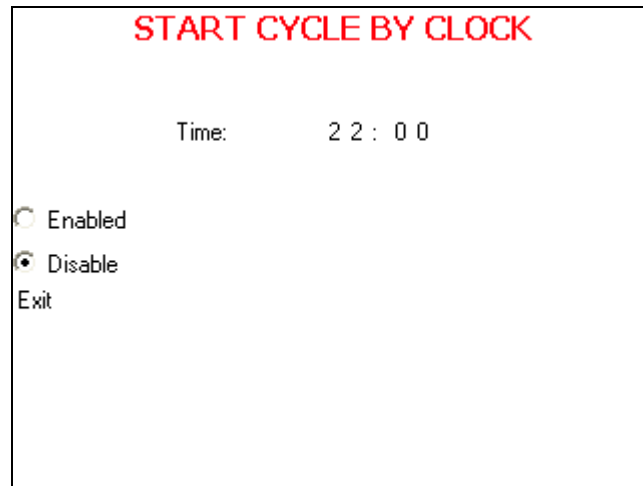 START CYCLE BY CLOCK
Time: 22:00
Enabled
Disable
Exit